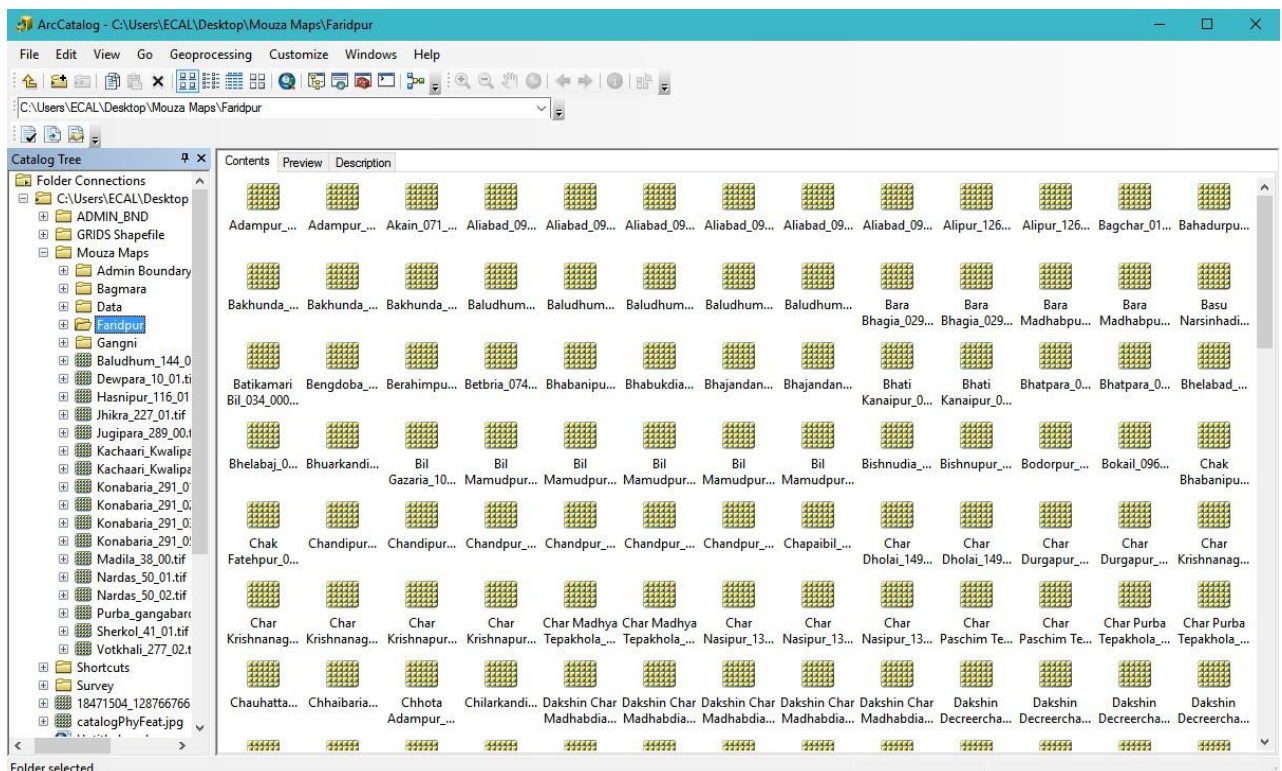 ArcCatalog - C:\Users\ECAL\Desktop\Mouza Maps\Faridpur
File Edit View Go Geoprocessing Customize Windows Help
C:\Users\ECAL\Desktop\Mouza Maps\Faridpur
Catalog Tree
Folder Connections
C:\Users\ECAL\Desktop
ADMIN_BND
GRIDS Shapefile
Mouza Maps
Admin Boundary
Bagmara
Data
Faridpur
Gangni
Baludhum_144_0
Dewpara_10_01.ti
Hasnipur_116_01
Jhikra_227_01.tif
Jugipara_289_00.t
Kachaari_Kwalipa
Kachaari_Kwalipa
Konabaria_291_0
Konabaria_291_0
Konabaria_291_0
Konabaria_291_0
Madila_38_00.tif
Nardas_50_01.tif
Nardas_50_02.tif
Purba_gangabaro
Sherkol_41_01.tif
Votkhali_277_02.t
Shortcuts
Survey
18471504_128766766
catalogPhyFeat.jpg
Contents Preview Description
Adampur_... Adampur_... Akain_071_... Aliabad_09... Aliabad_09... Aliabad_09... Aliabad_09... Aliabad_09... Aliabad_09... Alipur_126... Alipur_126... Bagchar_01... Bahadurpu...
Bakhunda_... Bakhunda_... Bakhunda_... Baludhum... Baludhum... Baludhum... Baludhum... Baludhum... Bara Bara Bara Bara Basu
Bhagia_029... Bhagia_029... Madhabpu... Madhabpu... Narsinhadi...
Batikamari Bengdoba_... Berahimpu... Betbria_074... Bhabanipu... Bhabukdia... Bhajandan... Bhajandan... Bhati Bhati Bhatpara_0... Bhatpara_0... Bhelabad_...
Bil_034_000... Kanaipur_0... Kanaipur_0...
Bhelabaj_0... Bhuarkandi... Bil Bil Bil Bil Bil Bil Bishnudia_... Bishnupur_... Bodorpur_... Bokail_096... Chak
Gazaria_10... Mamudpur... Mamudpur... Mamudpur... Mamudpur... Mamudpur... Bhabanipu...
Chak Chandipur... Chandipur... Chandpur_... Chandpur_... Chandpur_... Chandpur_... Chapaibil_... Char Char Char Char Char
Fatehpur_0... Dholai_149... Dholai_149... Durgapur_... Durgapur_... Krishnanag...
Char Char Char Char Char Madhya Char Madhya Char Char Char Char Char Char Purba Char Purba
Krishnanag... Krishnanag... Krishnapur... Krishnapur... Tepakhola_... Tepakhola_... Nasipur_13... Nasipur_13... Nasipur_13... Paschim Te... Paschim Te... Tepakhola_... Tepakhola_...
Chauhatta... Chhaibaria... Chhota Chilarkandi... Dakshin Char Dakshin Char Dakshin Char Dakshin Char Dakshin Char Dakshin Dakshin Dakshin Dakshin
Adampur_... Madhabdia... Madhabdia... Madhabdia... Madhabdia... Madhabdia... Decreercha... Decreercha... Decreercha... Decreercha...
Folder selected